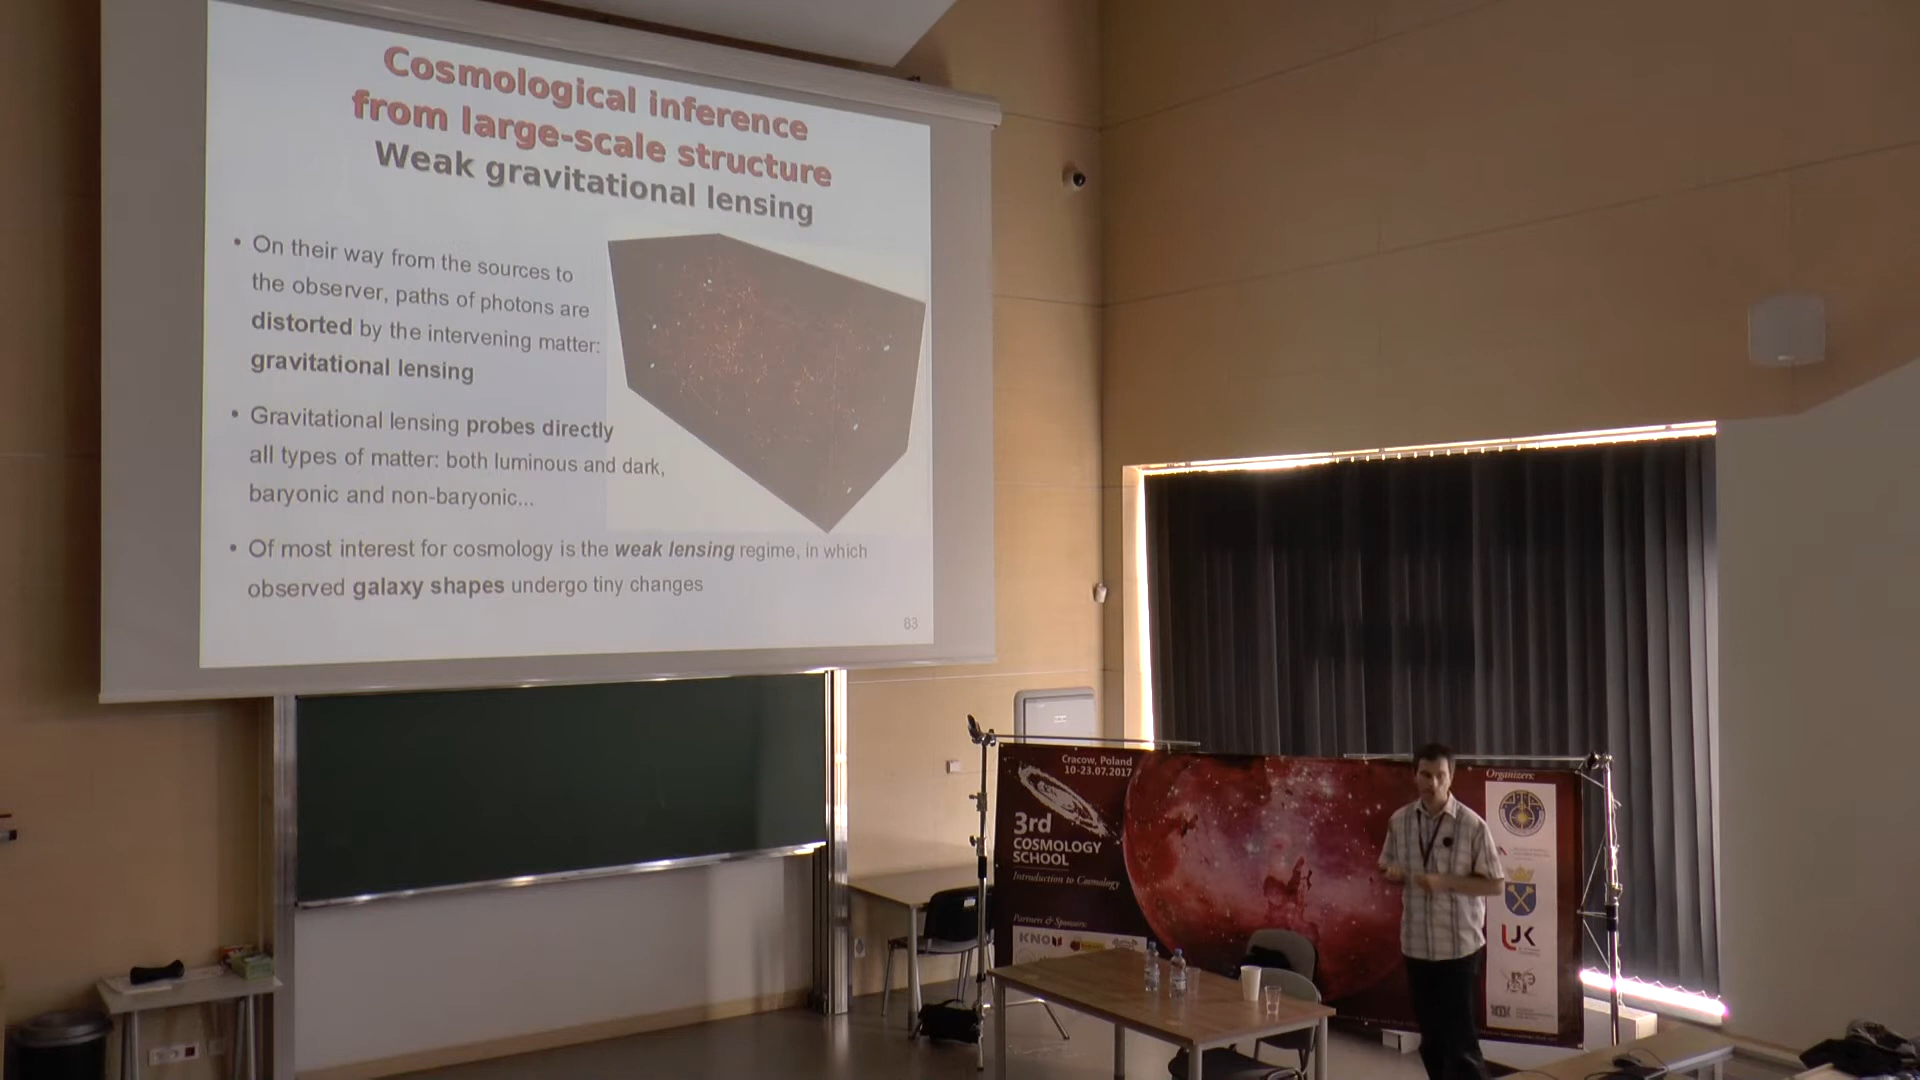 Cosmological inference
from large-scale structure
Weak gravitational lensing
• On their way from the sources to
the observer, paths of photons are
distorted by the intervening matter:
gravitational lensing
• Gravitational lensing probes directly
all types of matter: both luminous and dark,
baryonic and non-baryonic...
• Of most interest for cosmology is the weak lensing regime, in which
observed galaxy shapes undergo tiny changes
83
Cracow, Poland
10-23.07.2017
3rd
COSMOLOGY
SCHOOL
Introduction to Cosmology
Partners & Sponsors:
KNO
Organizers:
UJK